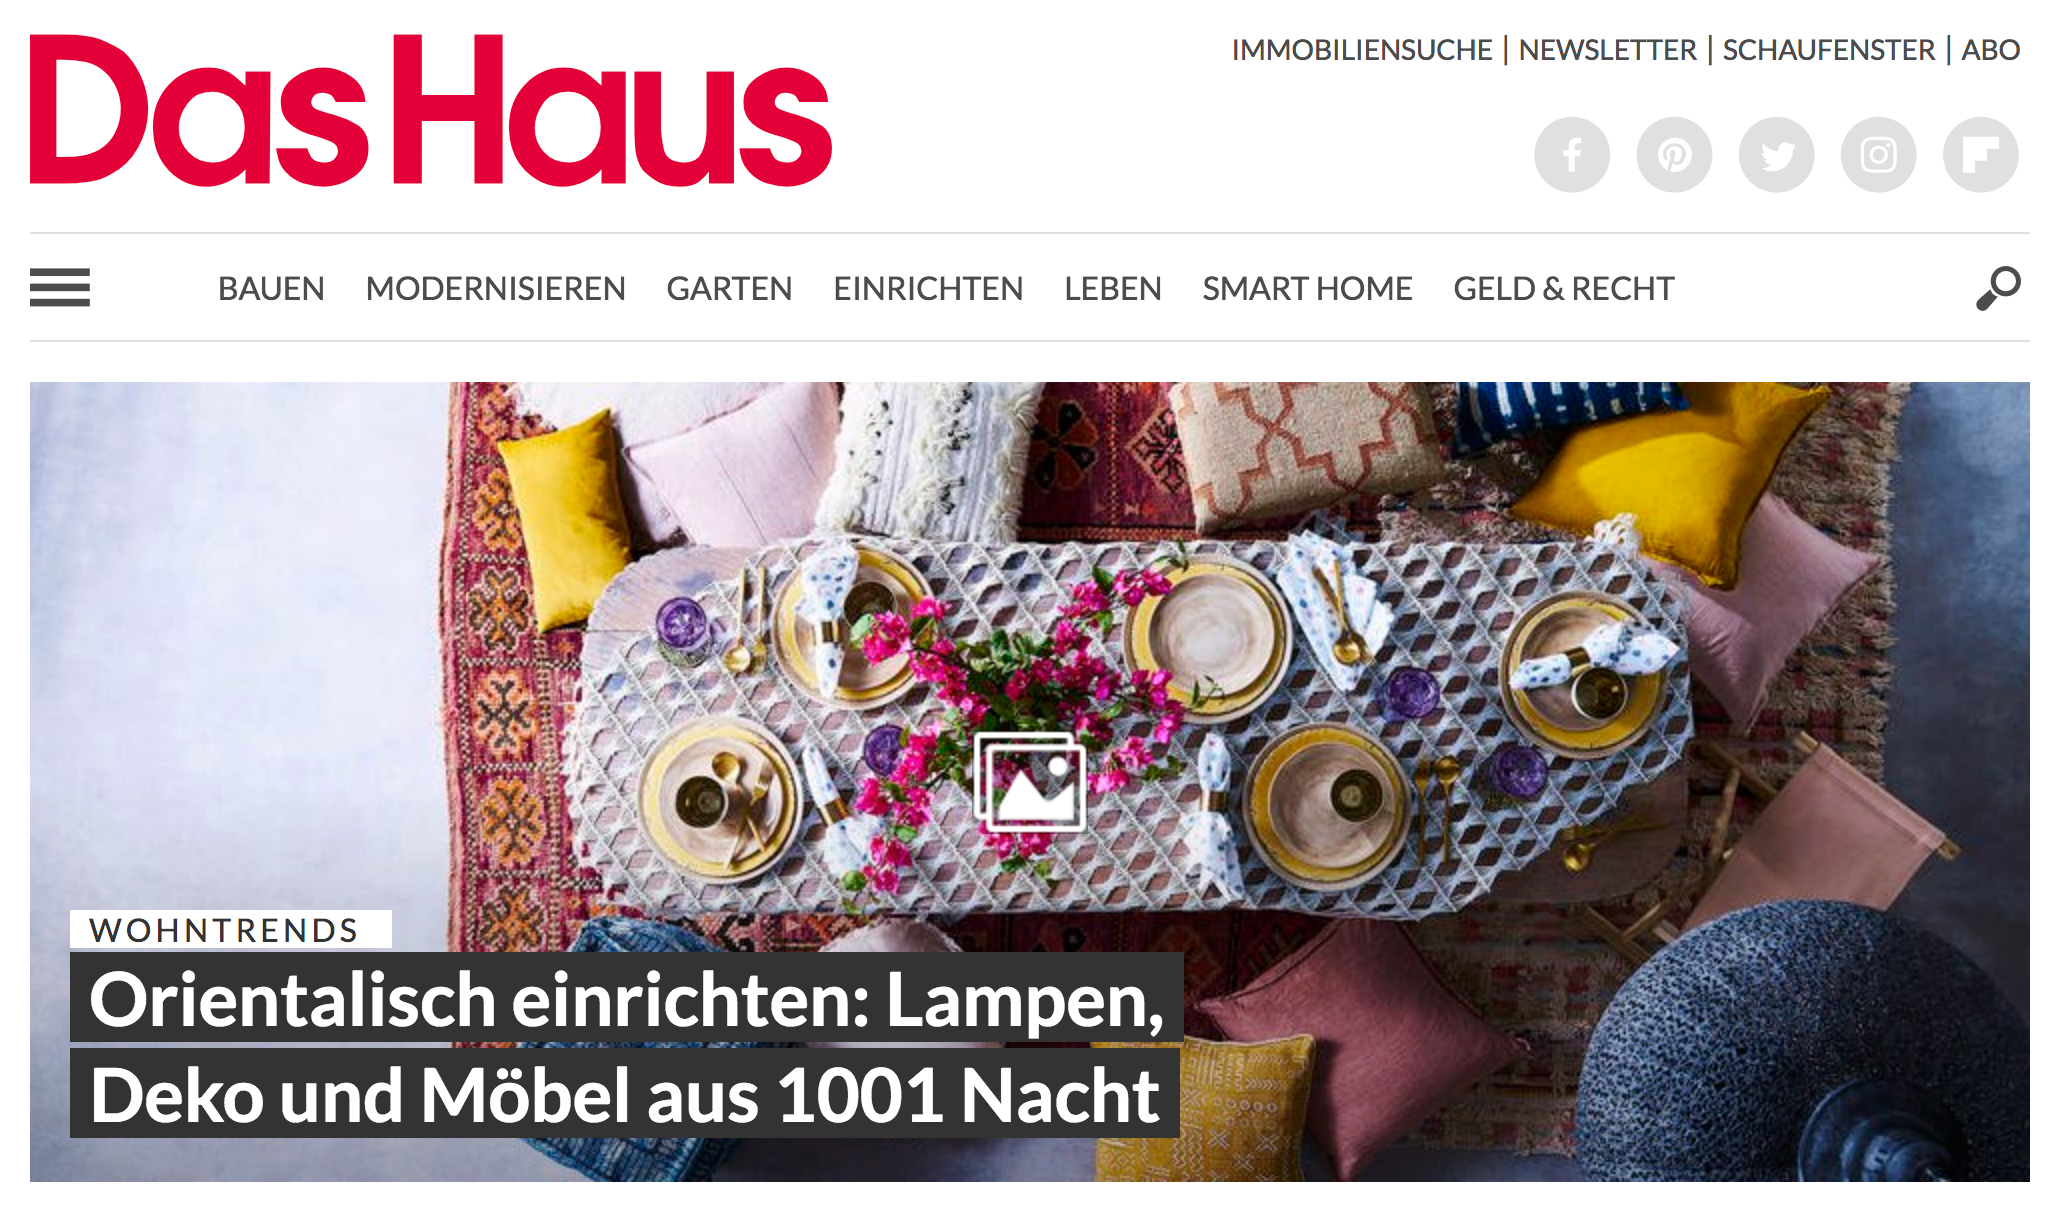 Das Haus
IMMOBILIENSUCHE | NEWSLETTER | SCHAUFENSTER | ABO
BAUEN MODERNISIEREN GARTEN EINRICHTEN LEBEN SMART HOME GELD & RECHT
WOHNTRENDS
Orientalisch einrichten: Lampen,
Deko und Möbel aus 1001 Nacht